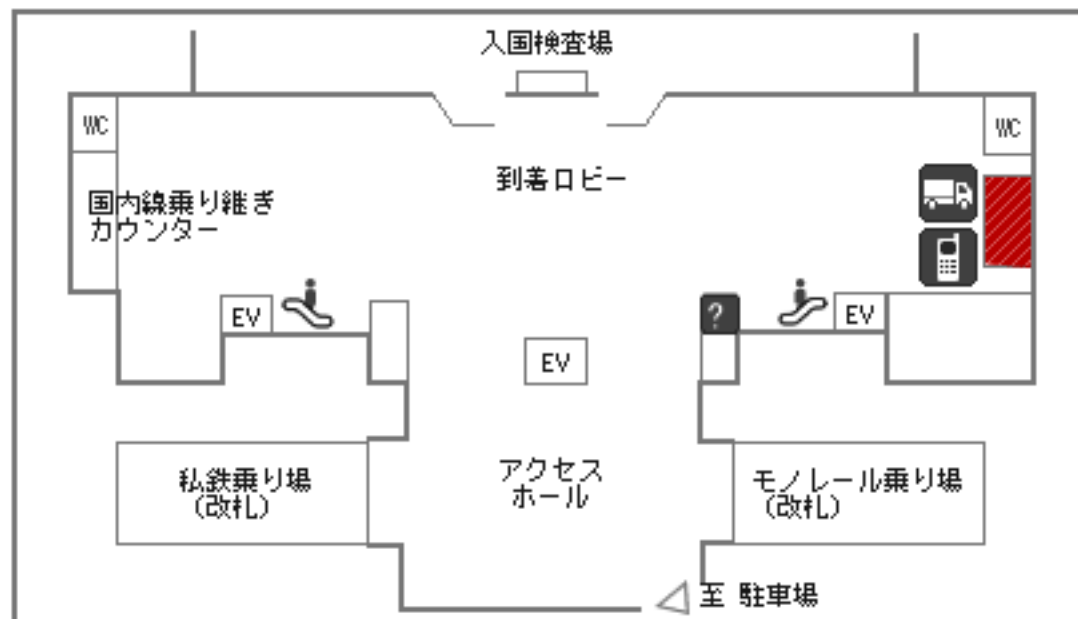 入国検査場
WC
WC
到着ロビー
国内線乗り継ぎ
カウンター
EV
?
EV
EV
私鉄乗り場
(改札)
アクセス
ホール
モノレール乗り場
(改札)
至 駐車場